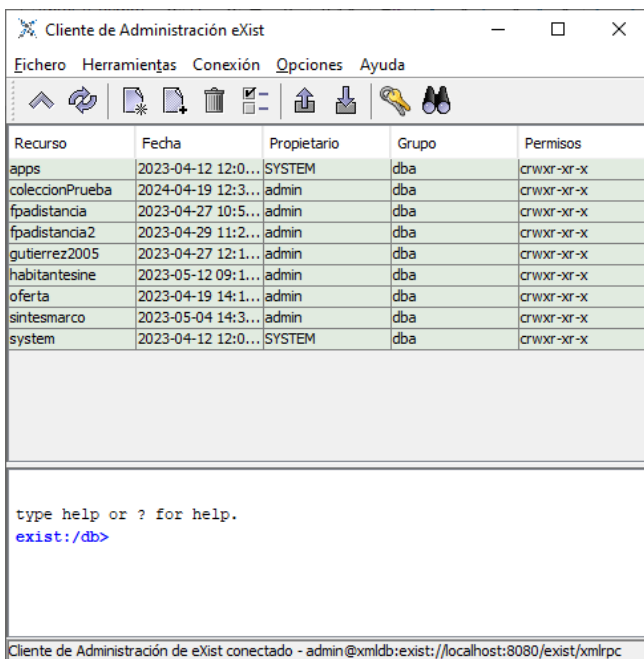 Cliente de Administración eXist
Fichero Herramientas Conexión Opciones Ayuda
Recurso Fecha Propietario Grupo Permisos
apps 2023-04-12 12:0... SYSTEM dba crwxr-xr-x
coleccionPrueba 2024-04-19 12:3... admin dba crwxr-xr-x
fpadistancia 2023-04-27 10:5... admin dba crwxr-xr-x
fpadistancia2 2023-04-29 11:2... admin dba crwxr-xr-x
gutierrez2005 2023-04-27 12:1... admin dba crwxr-xr-x
habitantesine 2023-05-12 09:1... admin dba crwxr-xr-x
oferta 2023-04-19 14:1... admin dba crwxr-xr-x
sintesmarco 2023-05-04 14:3... admin dba crwxr-xr-x
system 2023-04-12 12:0... SYSTEM dba crwxr-xr-x
type help or ? for help.
exist:/db>
Cliente de Administración de eXist conectado - admin@xmldb:exist://localhost:8080/exist/xmlrpc